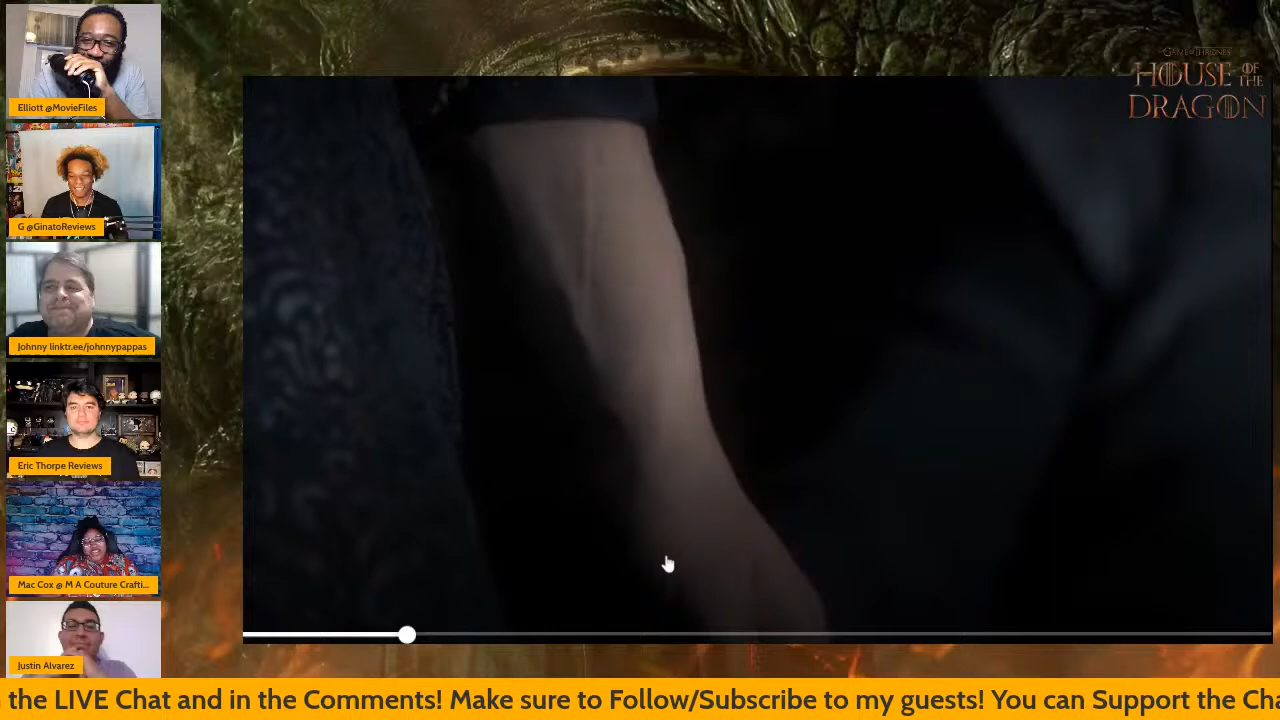 Elliott @MovieFiles
G @GinatoReviews
Johnny linktr.ee/johnnypappas
Eric Thorpe Reviews
Mac Cox @ M A Couture Crafti...
Justin Alvarez
GAME OF THRONES
HOUSE OF THE
DRAGON
the LIVE Chat and in the Comments! Make sure to Follow/Subscribe to my guests! You can Support the Cha